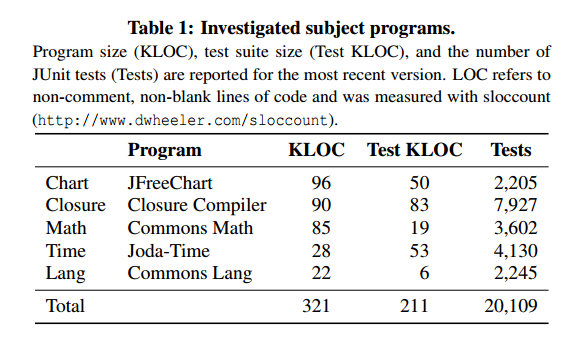 Table 1: Investigated subject programs.
Program size (KLOC), test suite size (Test KLOC), and the number of
JUnit tests (Tests) are reported for the most recent version. LOC refers to
non-comment, non-blank lines of code and was measured with sloccount
(http://www.dwheeler.com/sloccount).
Program KLOC Test KLOC Tests
Chart JFreeChart 96 50 2,205
Closure Closure Compiler 90 83 7,927
Math Commons Math 85 19 3,602
Time Joda-Time 28 53 4,130
Lang Commons Lang 22 6 2,245
Total 321 211 20,109